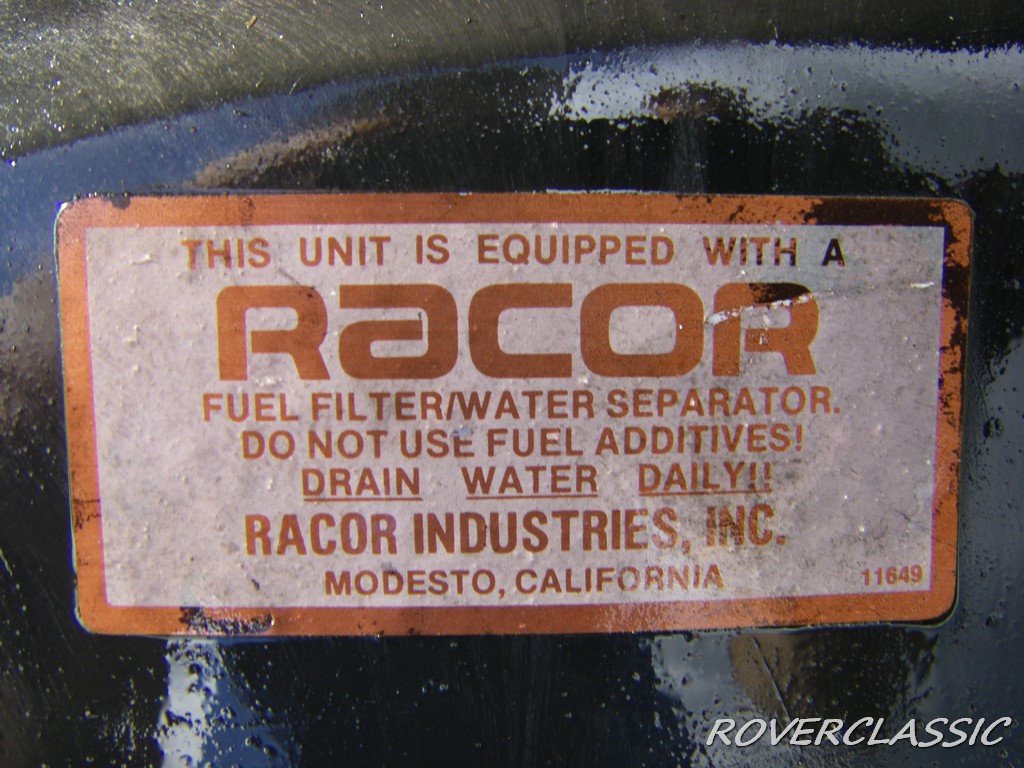 THIS UNIT IS EQUIPPED WITH A
RACOR
FUEL FILTER/WATER SEPARATOR.
DO NOT USE FUEL ADDITIVES!
DRAIN WATER DAILY!!
RACOR INDUSTRIES, INC.
MODESTO, CALIFORNIA
11649
ROVERCLASSIC